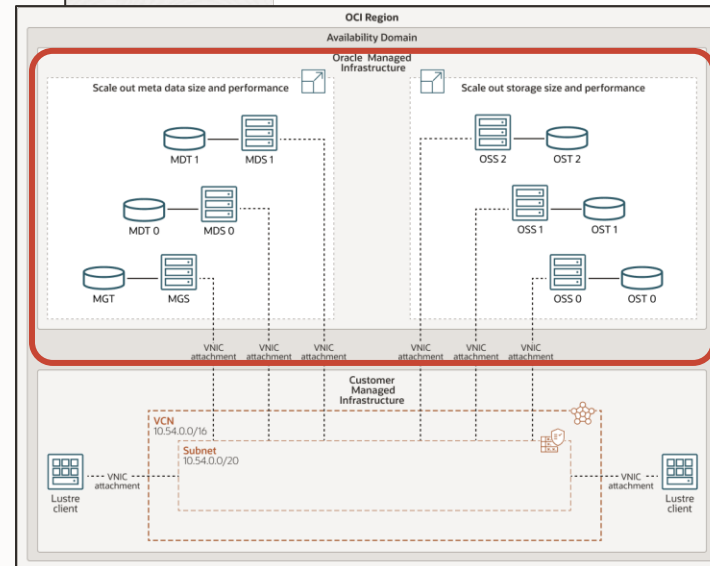 OCI Region
Availability Domain
Oracle Managed
Infrastructure
Scale out meta data size and performance
Scale out storage size and performance
MDT 1
MDS 1
OSS 2
OST 2
MDT 0
MDS 0
OSS 1
OST 1
MGT
MGS
OSS 0
OST 0
VNIC
attachment
VNIC
attachment
VNIC
attachment
VNIC
attachment
VNIC
attachment
VNIC
attachment
Customer
Managed
Infrastructure
VCN
10.54.0.0/16
Subnet
10.54.0.0/20
VNIC
attachment
VNIC
attachment
Lustre
client
Lustre
client